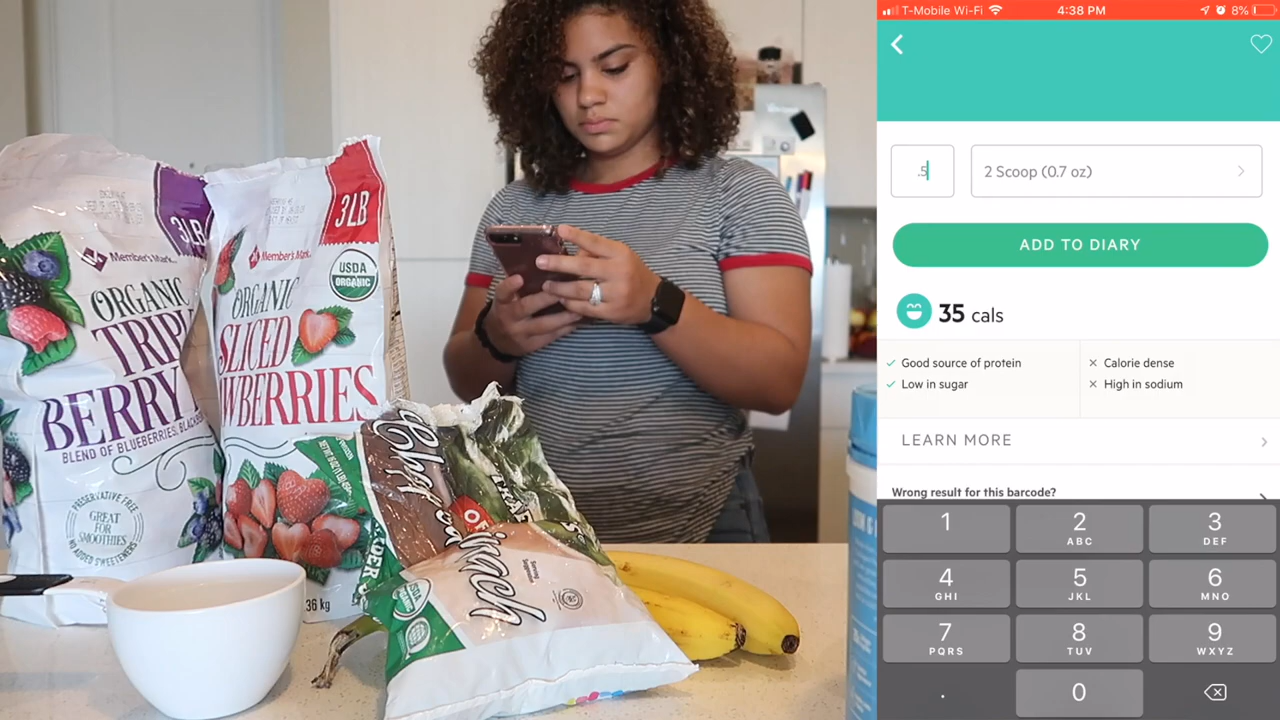 3LB
Member's Mark
ORGANIC
BERRY
BLEND OF BLUEBERRIES,
PRESERVATIVE FREE
GREAT
FOR
SMOOTHIES
NO ADDED SWEETENERS
3LB
Member's Mark
USDA
ORGANIC
ORGANIC
SLICED
WBERRIES
36 kg
Spinach
USDA
T-Mobile Wi-Fi
4:38 PM
8%
.5
2 Scoop (0.7 oz)
ADD TO DIARY
35 cals
Good source of protein
Calorie dense
Low in sugar
High in sodium
LEARN MORE
Wrong result for this barcode?
1
2
ABC
3
DEF
4
GHI
5
JKL
6
MNO
7
PQRS
8
TUV
9
WXYZ
.
0